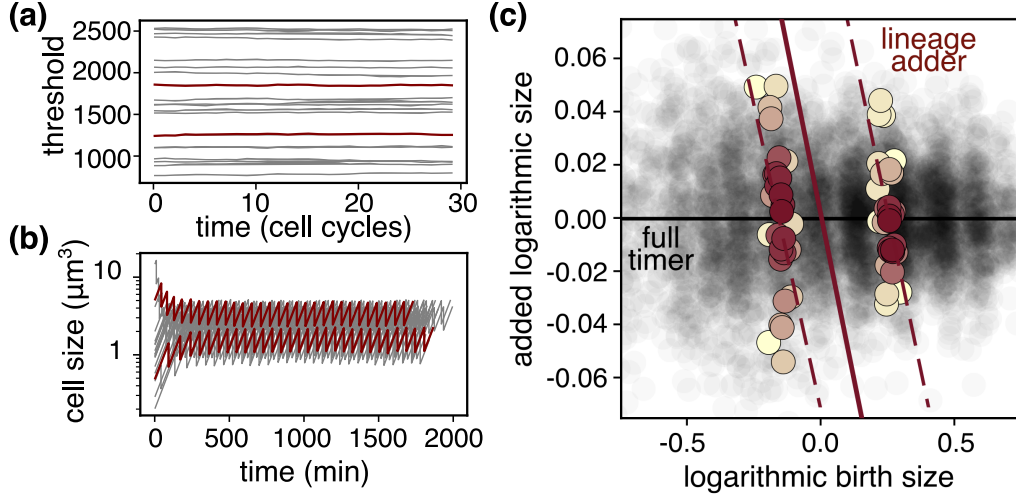 (a)
threshold
2500
2000
1500
1000
0
10
20
30
time (cell cycles)
(b)
cell size (μm³)
10
1
0
500
1000
1500
2000
time (min)
(c)
added logarithmic size
0.06
0.04
0.02
0.00
-0.02
-0.04
-0.06
lineage
adder
full
timer
-0.5
0.0
0.5
logarithmic birth size